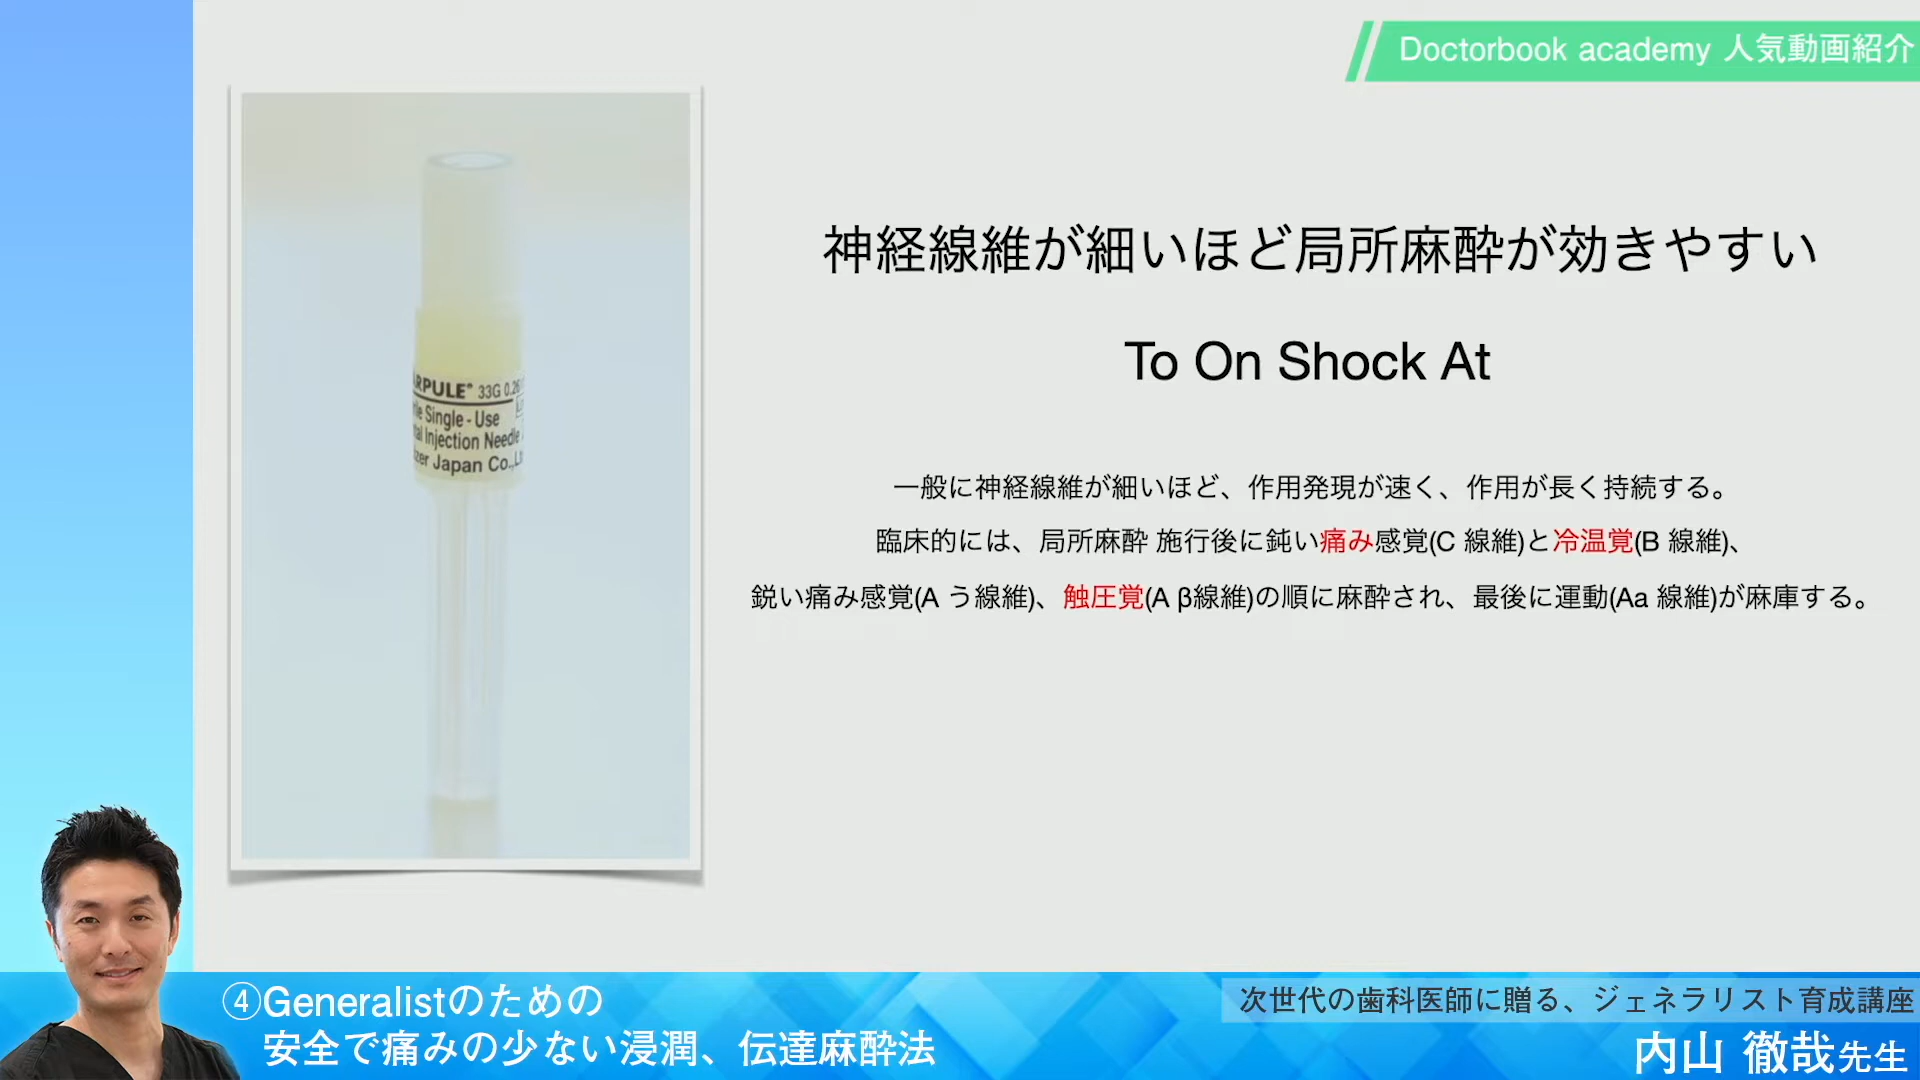 Doctorbook academy 人気動画紹介
神経線維が細いほど局所麻酔が効きやすい
To On Shock At
一般に神経線維が細いほど、作用発現が速く、作用が長く持続する。
臨床的には、局所麻酔 施行後に鈍い痛み感覚(C 線維)と冷温覚(B 線維)、
鋭い痛み感覚(A う線維)、触圧覚(A β線維)の順に麻酔され、最後に運動(Aa 線維)が麻庫する。
33G
Single-Use
Injection Needle
Japan Co.,
④Generalistのための
安全で痛みの少ない浸潤、伝達麻酔法
次世代の歯科医師に贈る、ジェネラリスト育成講座
内山 徹哉先生